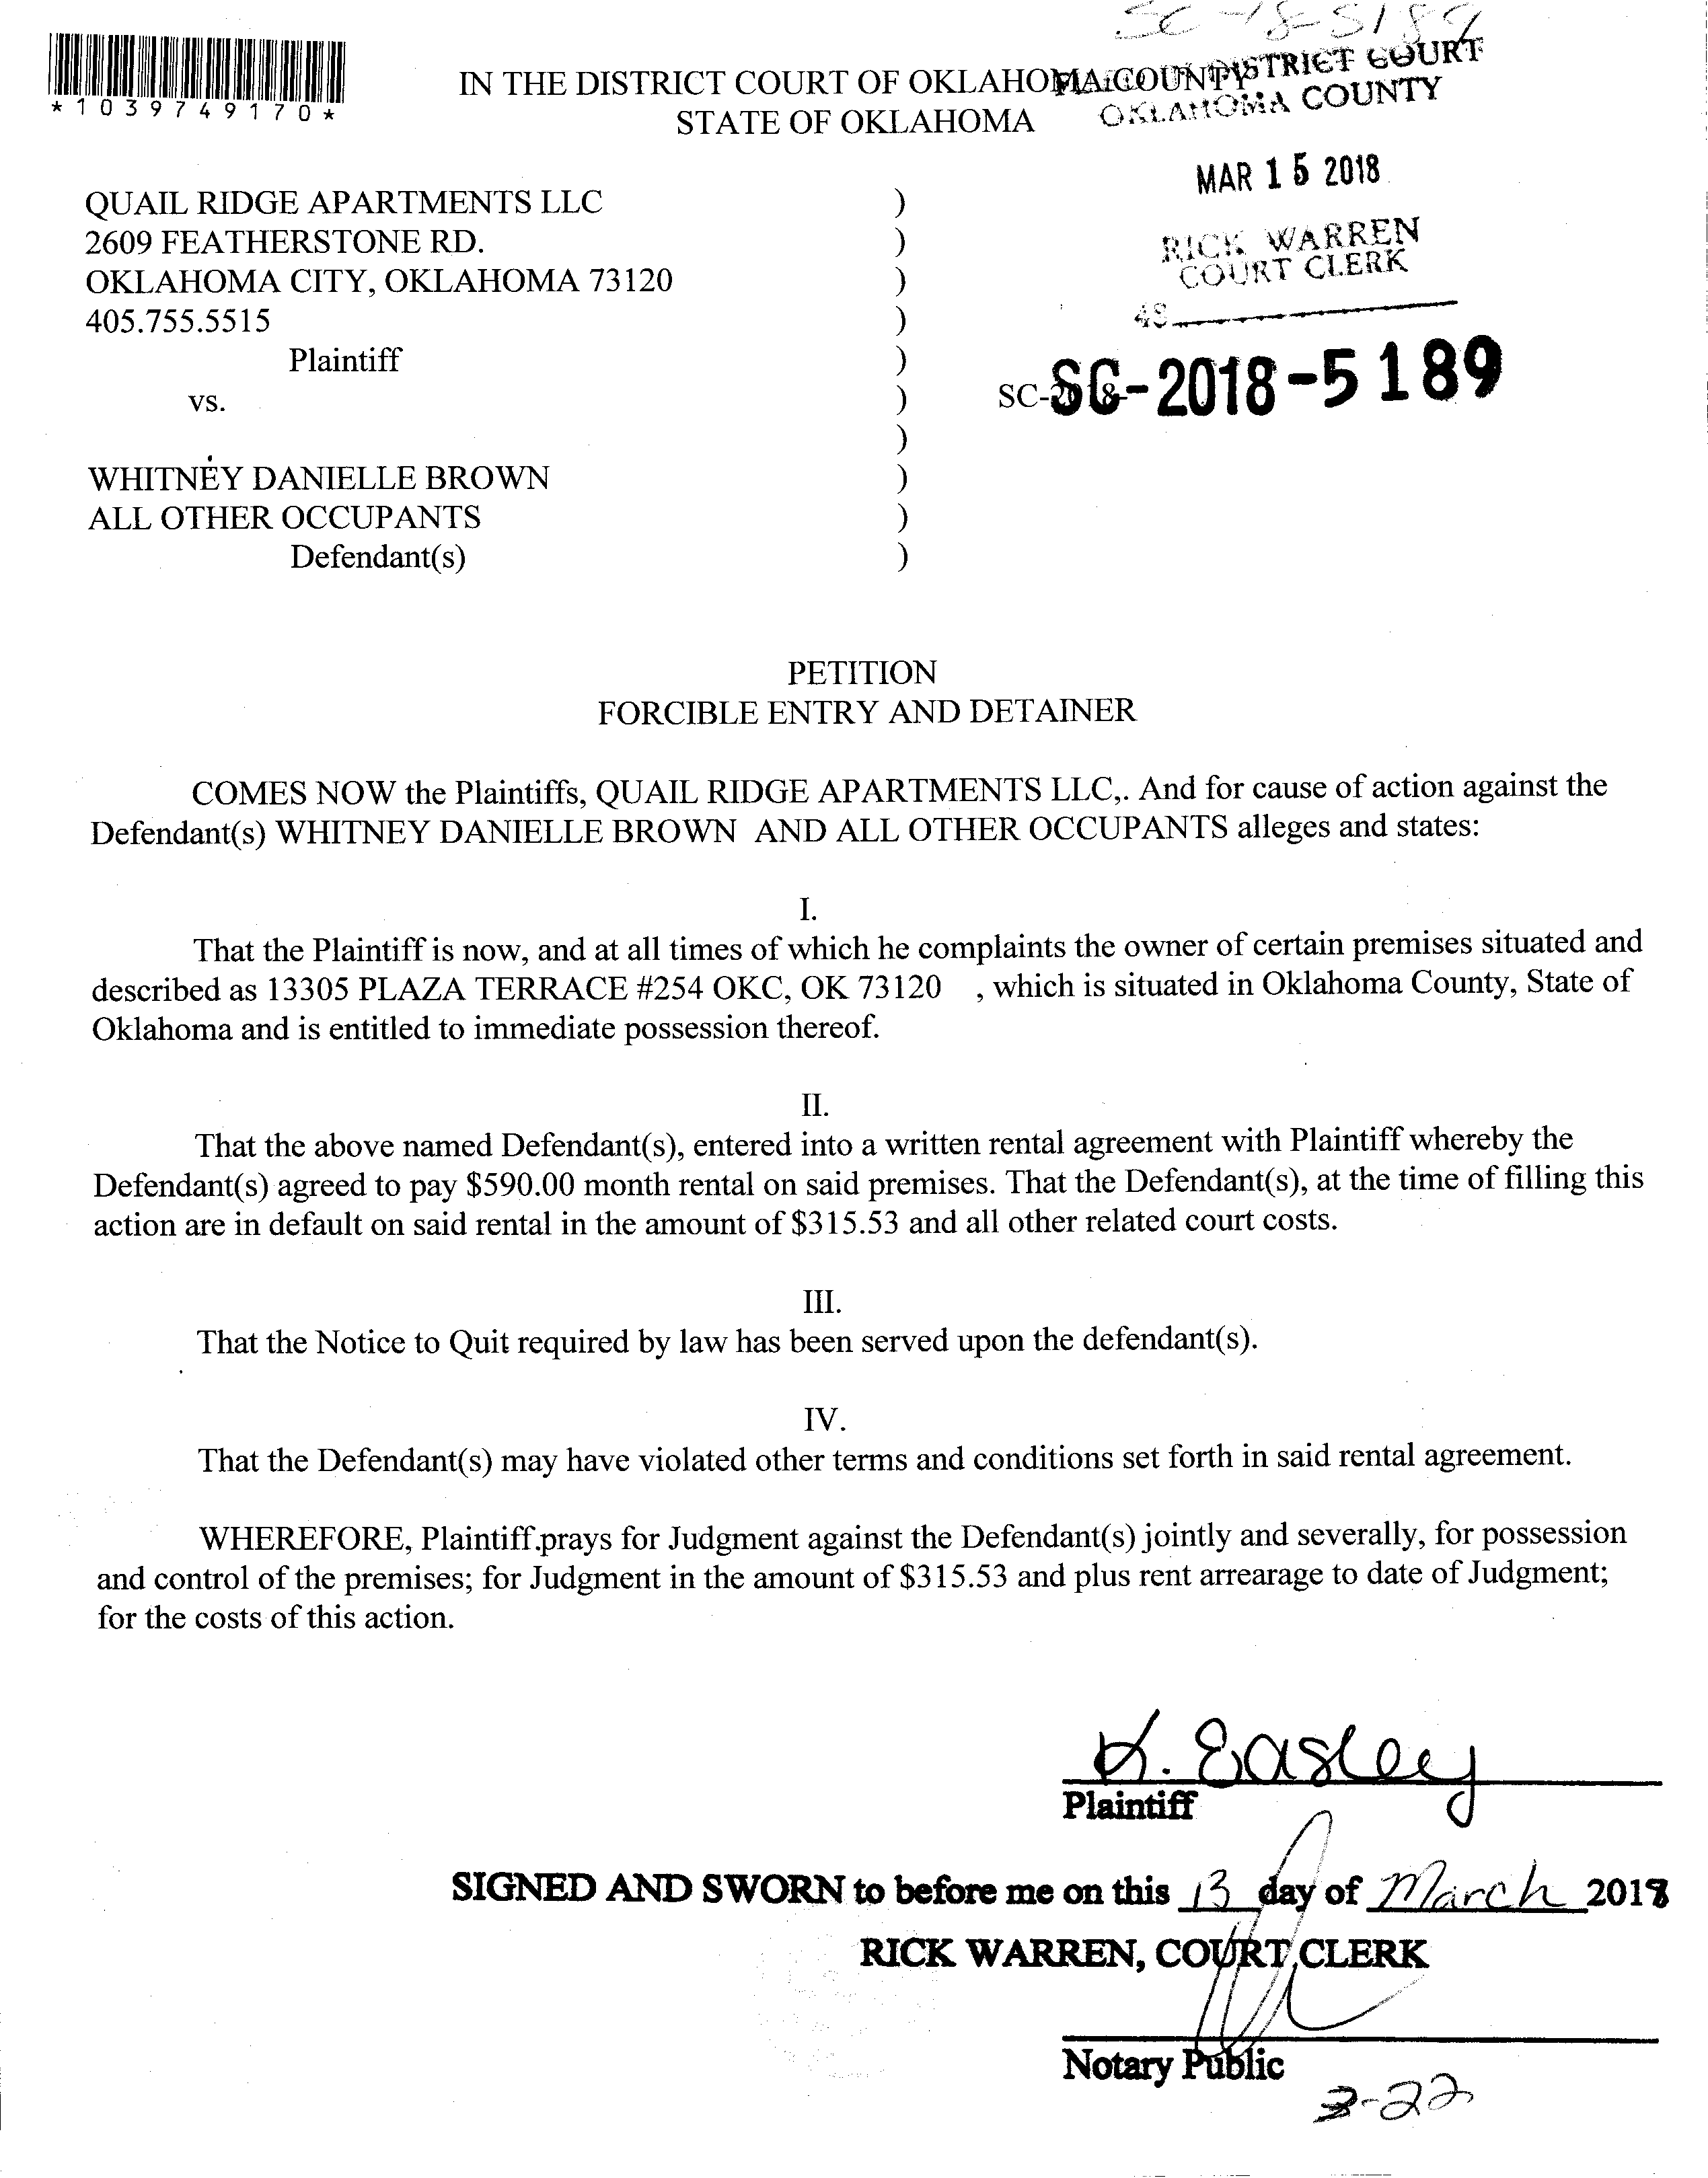 SC-18-5189
*1039749170*
IN THE DISTRICT COURT OF OKLAHOMA COUNTY
STATE OF OKLAHOMA
DISTRICT COURT
OKLAHOMA COUNTY
MAR 15 2018
RICK WARREN
COURT CLERK
48
QUAIL RIDGE APARTMENTS LLC )
2609 FEATHERSTONE RD. )
OKLAHOMA CITY, OKLAHOMA 73120 )
405.755.5515 )
Plaintiff )
vs. ) SC- SC-2018-5189
)
WHITNEY DANIELLE BROWN )
ALL OTHER OCCUPANTS )
Defendant(s) )
PETITION
FORCIBLE ENTRY AND DETAINER
COMES NOW the Plaintiffs, QUAIL RIDGE APARTMENTS LLC,. And for cause of action against the
Defendant(s) WHITNEY DANIELLE BROWN AND ALL OTHER OCCUPANTS alleges and states:
I.
That the Plaintiff is now, and at all times of which he complaints the owner of certain premises situated and
described as 13305 PLAZA TERRACE #254 OKC, OK 73120 , which is situated in Oklahoma County, State of
Oklahoma and is entitled to immediate possession thereof.
II.
That the above named Defendant(s), entered into a written rental agreement with Plaintiff whereby the
Defendant(s) agreed to pay $590.00 month rental on said premises. That the Defendant(s), at the time of filling this
action are in default on said rental in the amount of $315.53 and all other related court costs.
III.
That the Notice to Quit required by law has been served upon the defendant(s).
IV.
That the Defendant(s) may have violated other terms and conditions set forth in said rental agreement.
WHEREFORE, Plaintiff prays for Judgment against the Defendant(s) jointly and severally, for possession
and control of the premises; for Judgment in the amount of $315.53 and plus rent arrearage to date of Judgment;
for the costs of this action.
K. Easley
Plaintiff
SIGNED AND SWORN to before me on this 13 day of March 2018
RICK WARREN, COURT CLERK
Notary Public
3-22